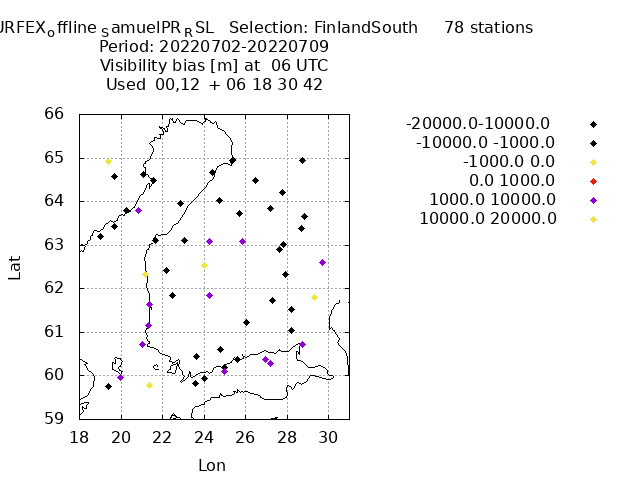 URFEXoffline SamuelPRRSL Selection: FinlandSouth 78 stations
Period: 20220702-20220709
Visibility bias [m] at 06 UTC
Used 00,12 + 06 18 30 42
-20000.0-10000.0
-10000.0 -1000.0
-1000.0 0.0
0.0 1000.0
1000.0 10000.0
10000.0 20000.0
66
65
64
63
62
61
60
59
Lat
18 20 22 24 26 28 30
Lon